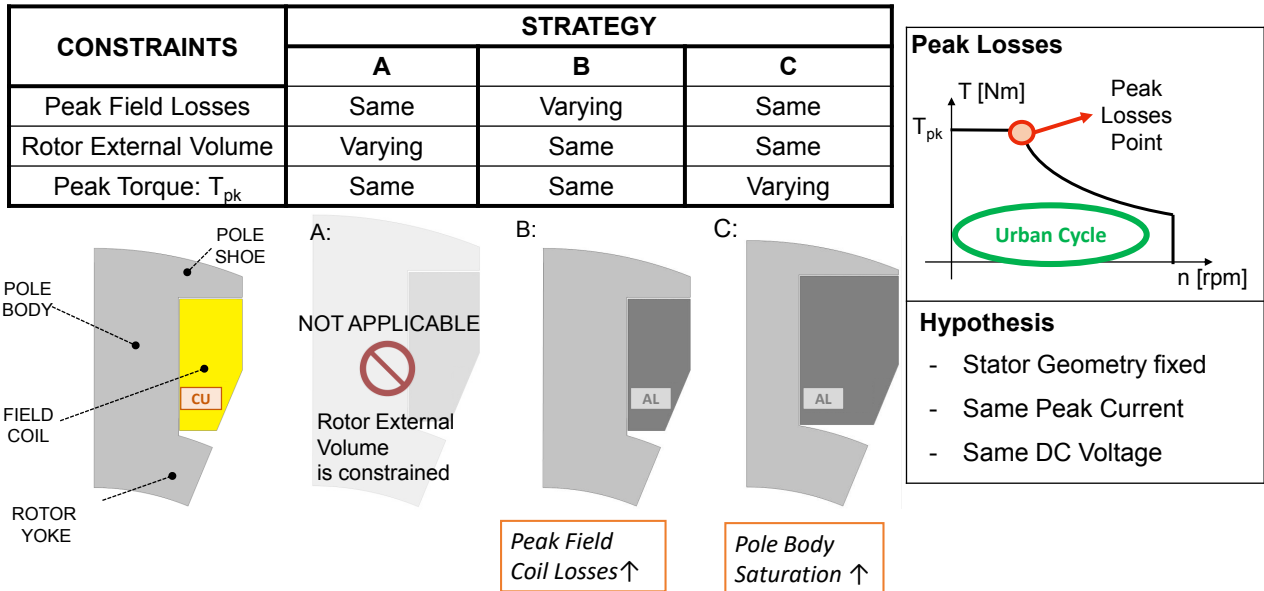 CONSTRAINTS
STRATEGY
A B C
Peak Field Losses Same Varying Same
Rotor External Volume Varying Same Same
Peak Torque: Tpk Same Same Varying
POLE
SHOE
POLE
BODY
FIELD
COIL
ROTOR
YOKE
CU
A:
NOT APPLICABLE
Rotor External
Volume
is constrained
B:
AL
Peak Field
Coil Losses↑
C:
AL
Pole Body
Saturation ↑
Peak Losses
T [Nm]
Tpk
Peak
Losses
Point
Urban Cycle
n [rpm]
Hypothesis
- Stator Geometry fixed
- Same Peak Current
- Same DC Voltage